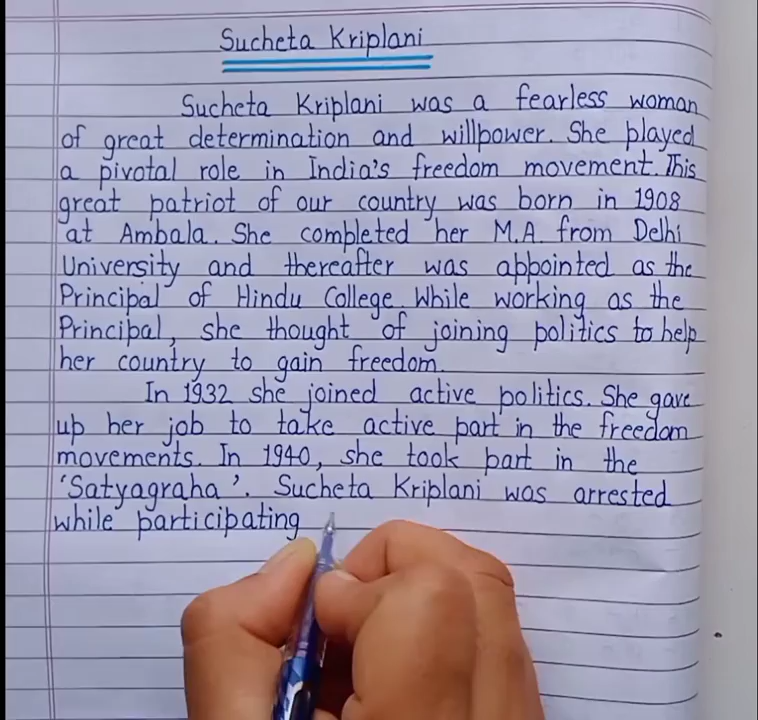 Sucheta Kriplani
Sucheta Kriplani was a fearless woman
of great determination and willpower. She played
a pivotal role in India's freedom movement. This
great patriot of our country was born in 1908
at Ambala. She completed her M.A. from Delhi
University and thereafter was appointed as the
Principal of Hindu College. While working as the
Principal, she thought of joining politics to help
her country to gain freedom.
In 1932 she joined active politics. She gave
up her job to take active part in the freedom
movements. In 1940, she took part in the
'Satyagraha'. Sucheta Kriplani was arrested
while participating